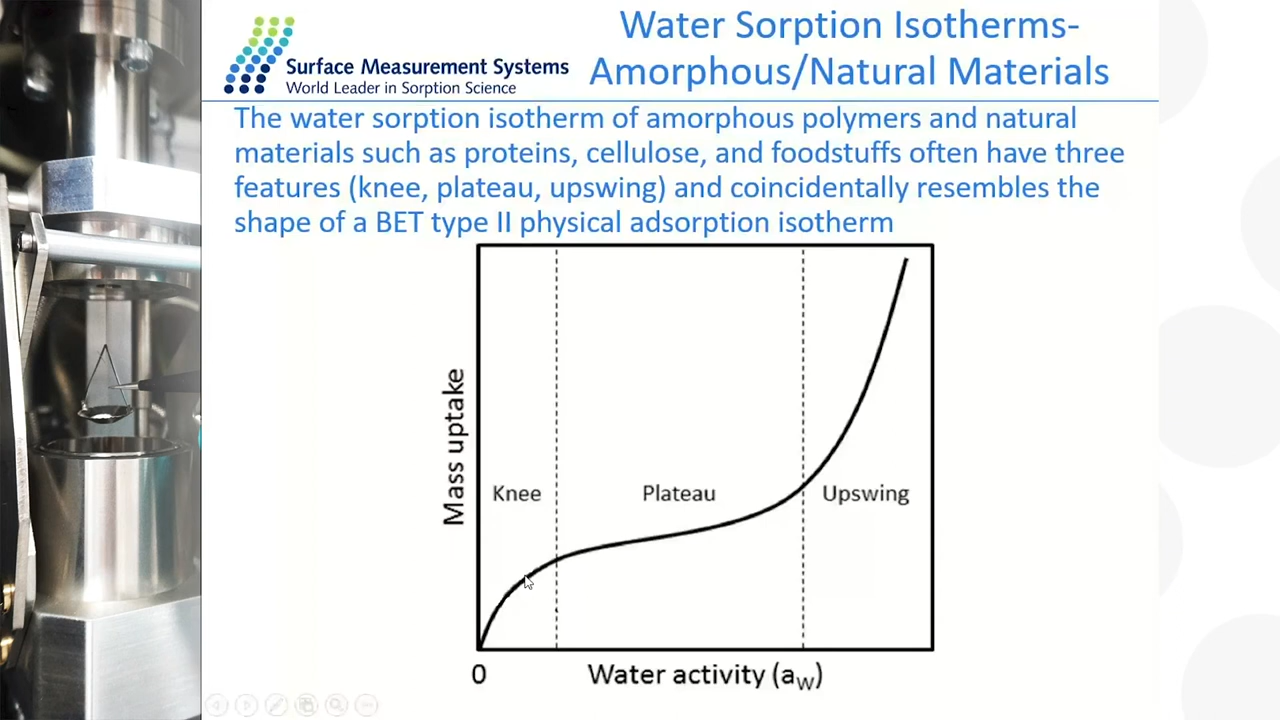 Water Sorption Isotherms-
Amorphous/Natural Materials
Surface Measurement Systems
World Leader in Sorption Science
The water sorption isotherm of amorphous polymers and natural
materials such as proteins, cellulose, and foodstuffs often have three
features (knee, plateau, upswing) and coincidentally resembles the
shape of a BET type II physical adsorption isotherm
Mass uptake
Knee
Plateau
Upswing
0
Water activity (aw)